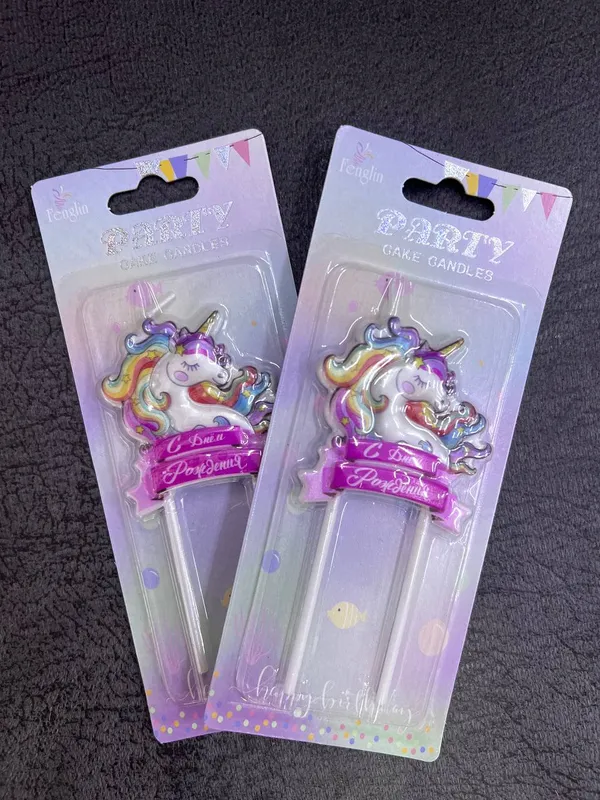 Fenglin
PARTY
CAKE CANDLES
С Днём
Рождения
Fenglin
PARTY
CAKE CANDLES
С Днём
Рождения
happy birthday